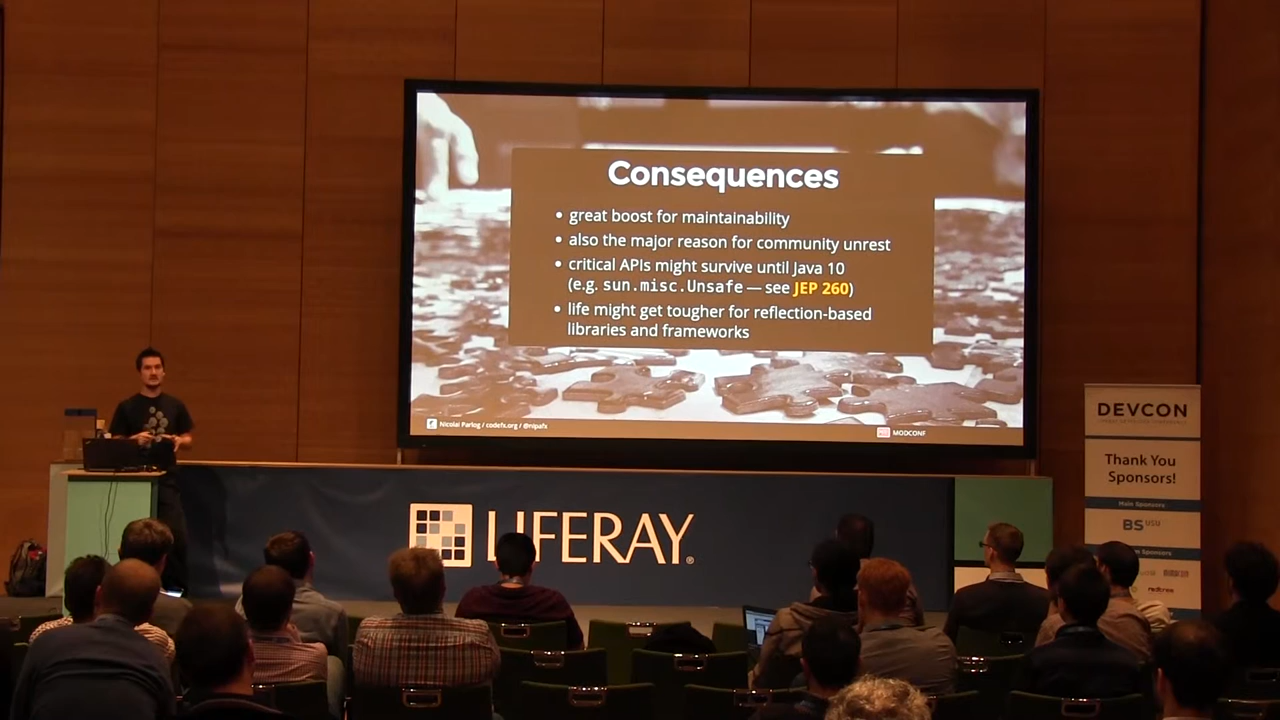 Consequences
• great boost for maintainability
• also the major reason for community unrest
• critical APIs might survive until Java 10
(e.g. sun.misc.Unsafe — see JEP 260)
• life might get tougher for reflection-based
libraries and frameworks
Nicolai Parlog / codefx.org / @nipafx
MODCONF
LIFERAY®
DEVCON
Thank You
Sponsors!
Main Sponsors
BS USU